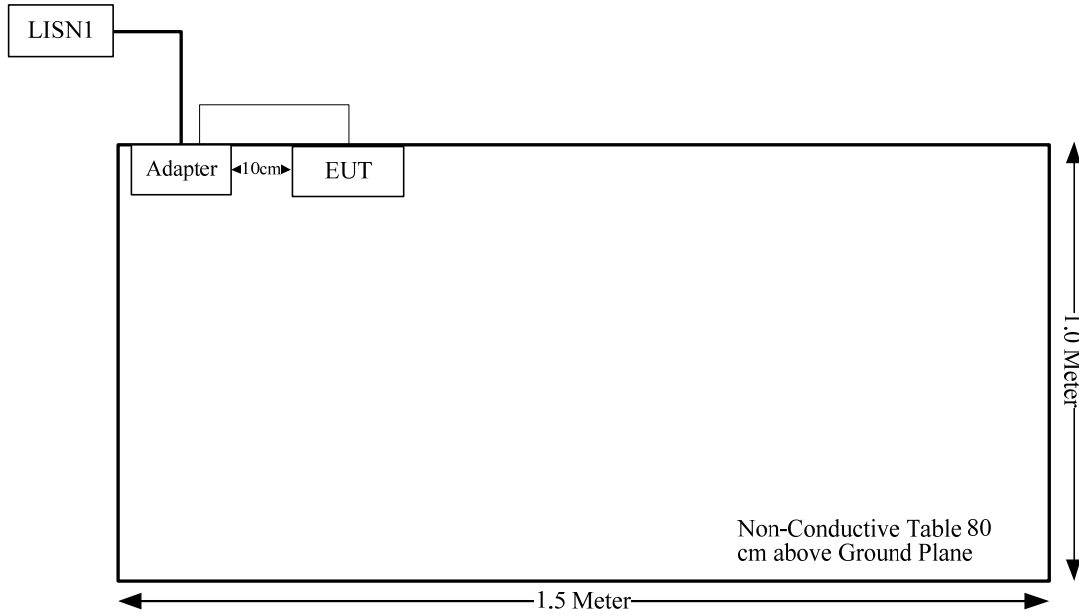 LISN1
Adapter
10cm
EUT
1.0 Meter
Non-Conductive Table 80
cm above Ground Plane
1.5 Meter